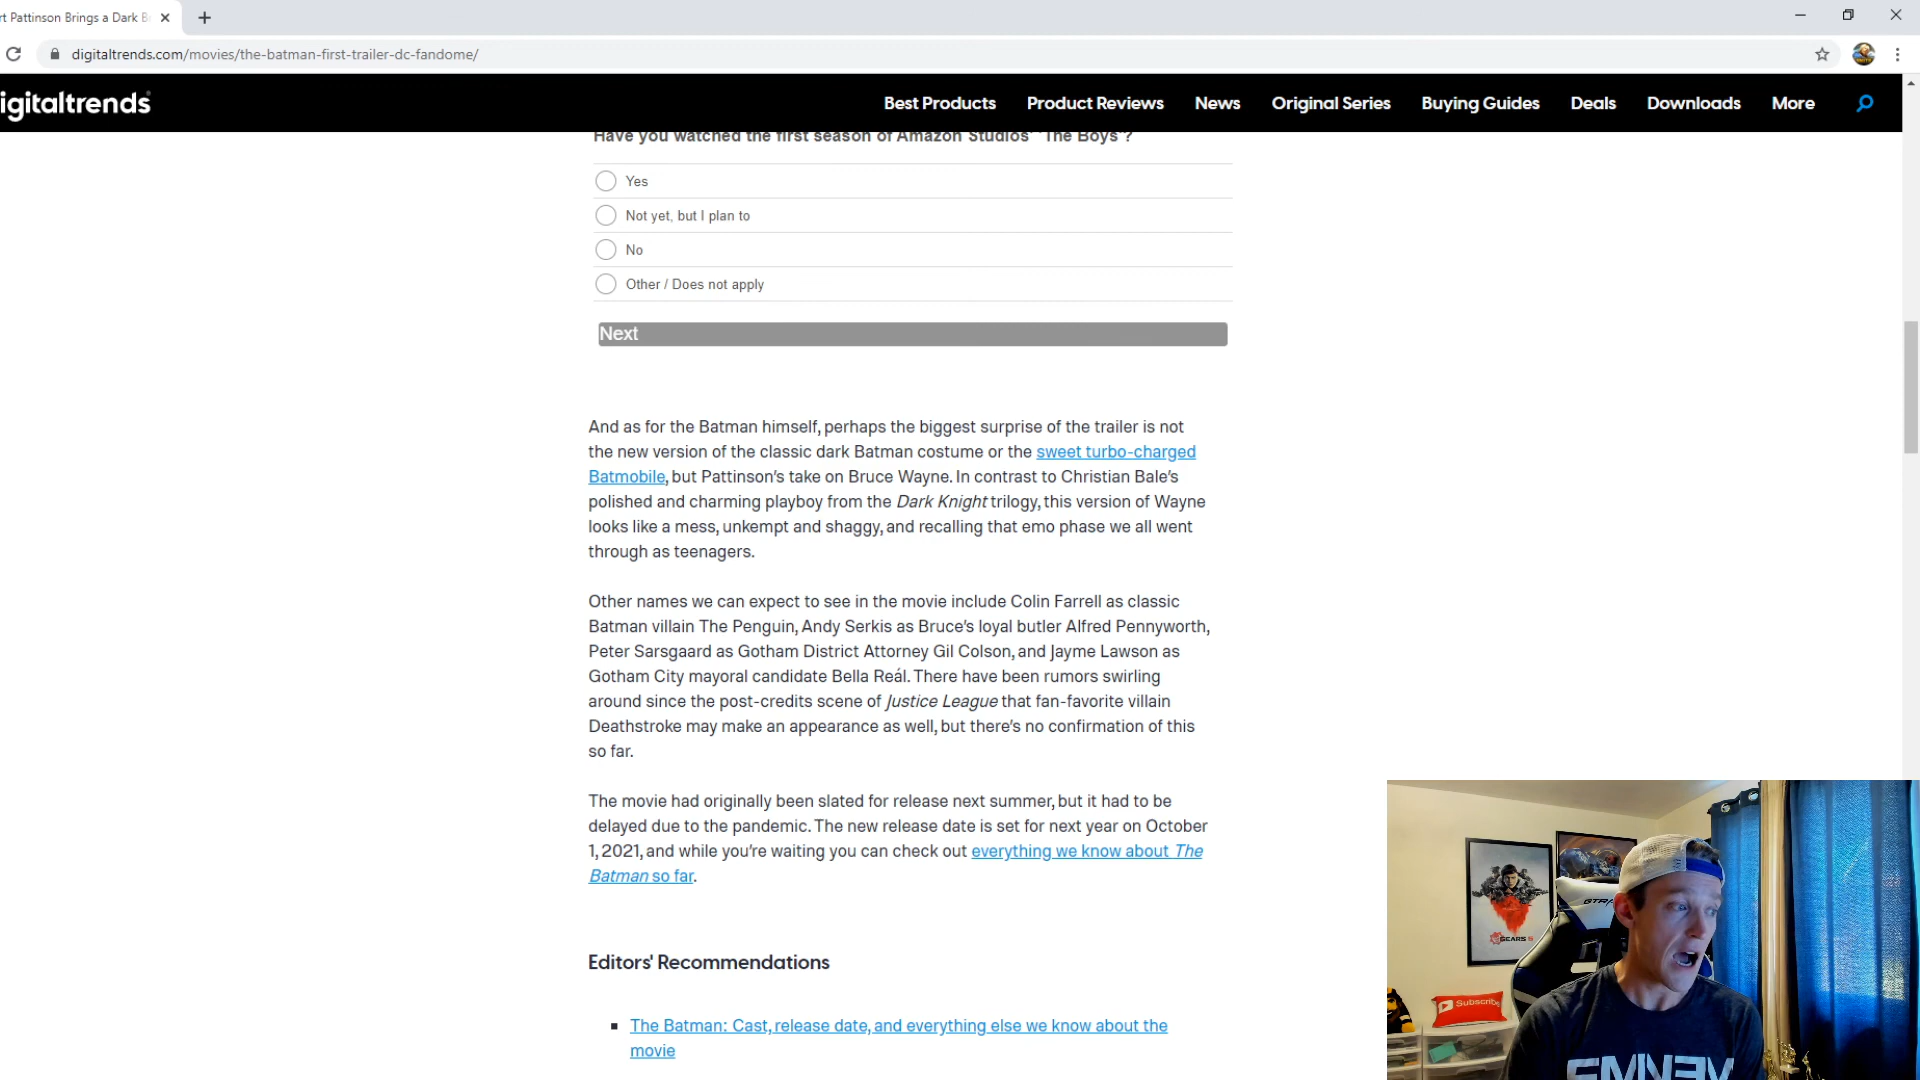 rt Pattinson Brings a Dark B
digitaltrends.com/movies/the-batman-first-trailer-dc-fandome/
igitaltrends
Best Products
Product Reviews
News
Original Series
Buying Guides
Deals
Downloads
More
Have you watched the first season of Amazon Studios' 'The Boys'?
Yes
Not yet, but I plan to
No
Other / Does not apply
Next
And as for the Batman himself, perhaps the biggest surprise of the trailer is not
the new version of the classic dark Batman costume or the sweet turbo-charged
Batmobile, but Pattinson’s take on Bruce Wayne. In contrast to Christian Bale’s
polished and charming playboy from the Dark Knight trilogy, this version of Wayne
looks like a mess, unkempt and shaggy, and recalling that emo phase we all went
through as teenagers.
Other names we can expect to see in the movie include Colin Farrell as classic
Batman villain The Penguin, Andy Serkis as Bruce’s loyal butler Alfred Pennyworth,
Peter Sarsgaard as Gotham District Attorney Gil Colson, and Jayme Lawson as
Gotham City mayoral candidate Bella Reál. There have been rumors swirling
around since the post-credits scene of Justice League that fan-favorite villain
Deathstroke may make an appearance as well, but there’s no confirmation of this
so far.
The movie had originally been slated for release next summer, but it had to be
delayed due to the pandemic. The new release date is set for next year on October
1, 2021, and while you’re waiting you can check out everything we know about The
Batman so far.
Editors' Recommendations
The Batman: Cast, release date, and everything else we know about the
movie
GEARS 5
GTRA
Subscribe
EMINEM